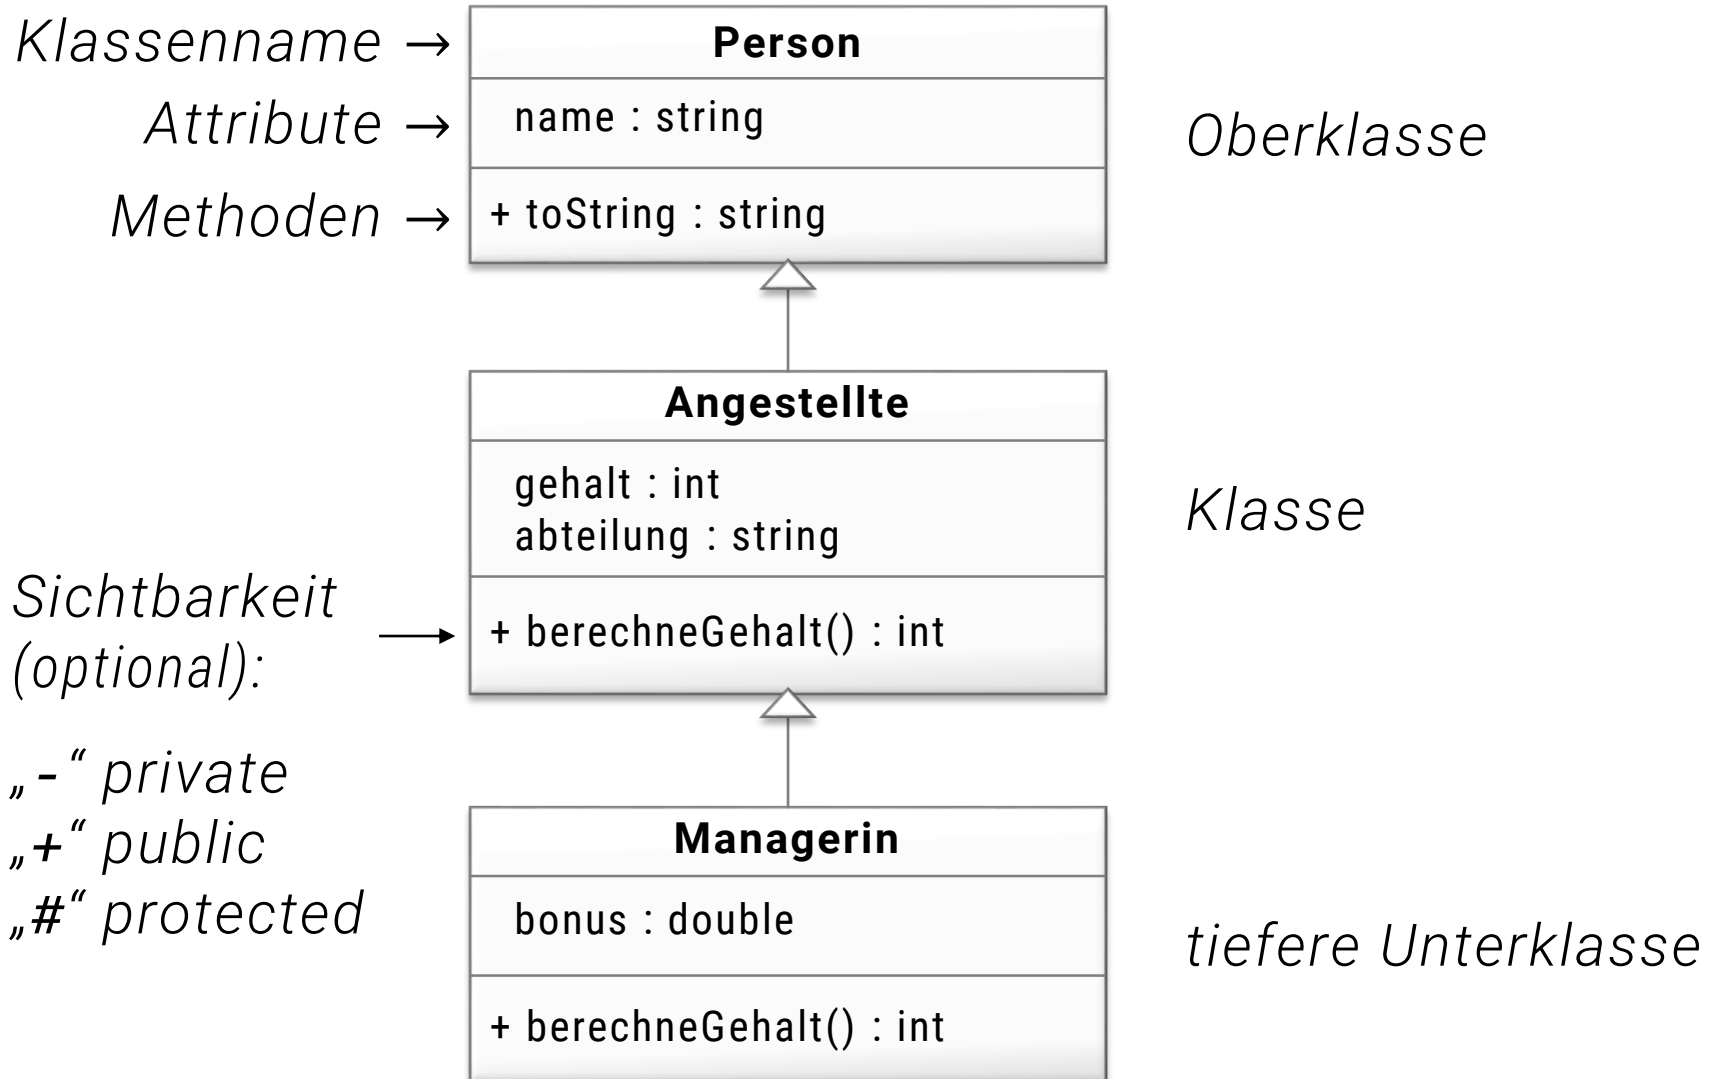 Klassenname →
Person
Attribute →
name : string
Oberklasse
Methoden →
+ toString : string
Angestellte
gehalt : int
abteilung : string
Klasse
Sichtbarkeit
(optional):
+ berechneGehalt() : int
„-“ private
„+“ public
„#“ protected
Managerin
bonus : double
tiefere Unterklasse
+ berechneGehalt() : int